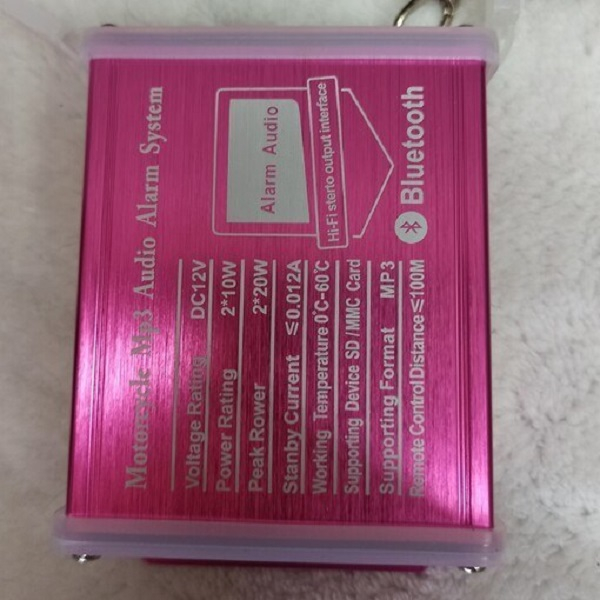 Motorcycle Mp3 Audio Alarm System
Voltage Rating DC12V
Power Rating 2*10W
Peak Rower 2*20W
Stanby Current ≤0.012A
Working Temperature 0℃-60℃
Supporting Device SD/MMC Card
Supporting Format MP3
Remote Control Distance ≤100M
Alarm Audio
Hi-Fi sterto output interface
Bluetooth